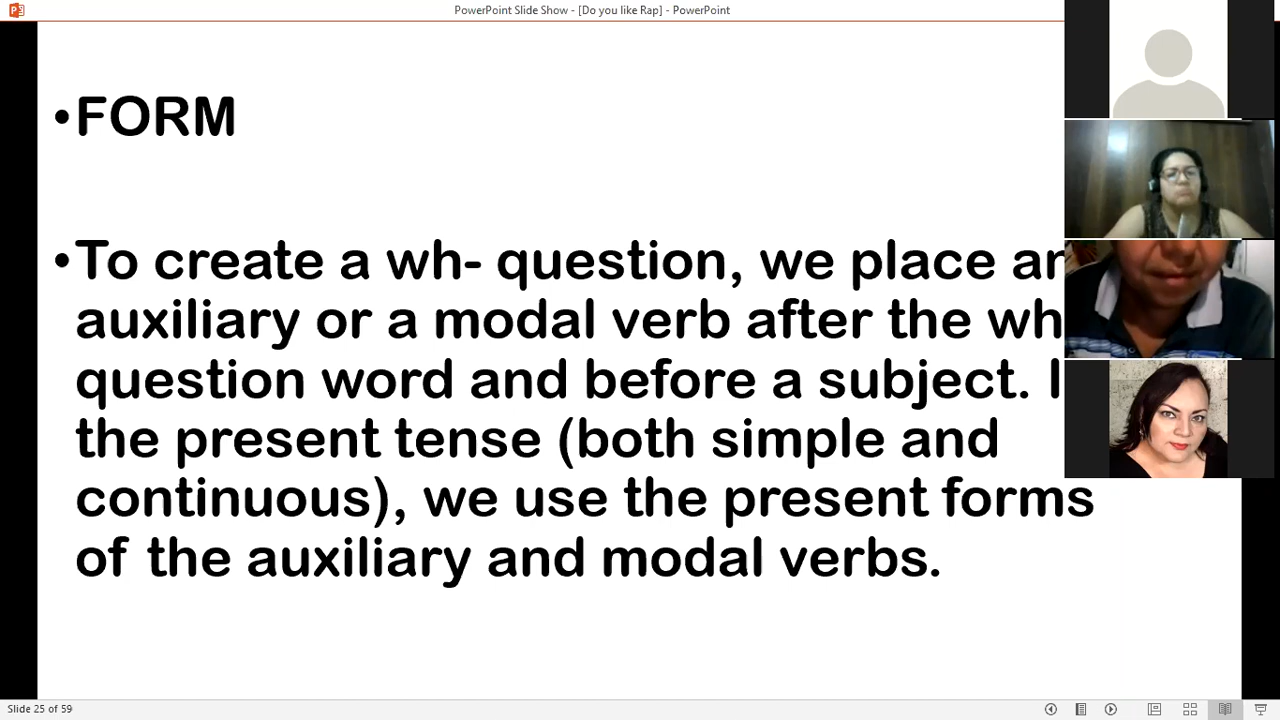 PowerPoint Slide Show - [Do you like Rap] - PowerPoint
•FORM
•To create a wh- question, we place
auxiliary or a modal verb after the wh
question word and before a subject.
the present tense (both simple and
continuous), we use the present forms
of the auxiliary and modal verbs.
Slide 25 of 59